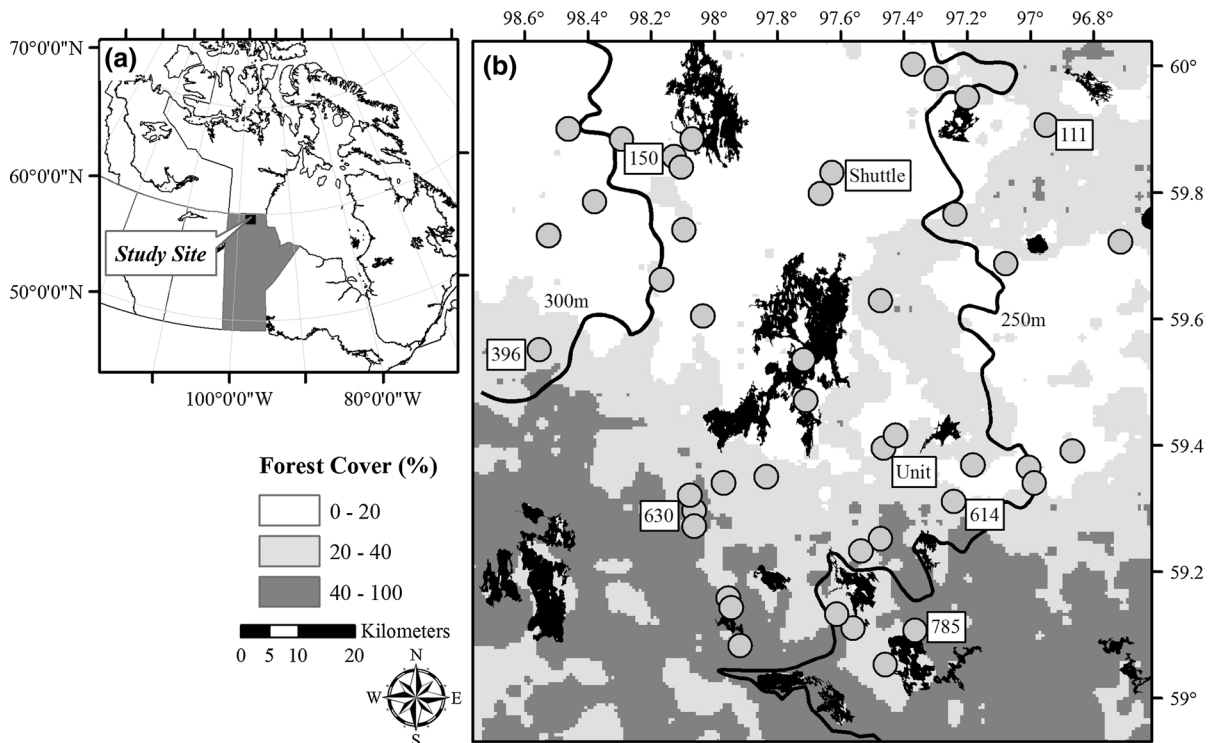 98.6° 98.4° 98.2° 98° 97.8° 97.6° 97.4° 97.2° 97° 96.8°
70°0'0"N
(a)
(b)
60°
60°0'0"N
Study Site
50°0'0"N
100°0'0"W 80°0'0"W
111
150
Shuttle
59.8°
300m
250m
59.6°
396
59.4°
Unit
630
614
59.2°
785
59°
Forest Cover (%)
0 - 20
20 - 40
40 - 100
Kilometers
0 5 10 20
N
W E
S